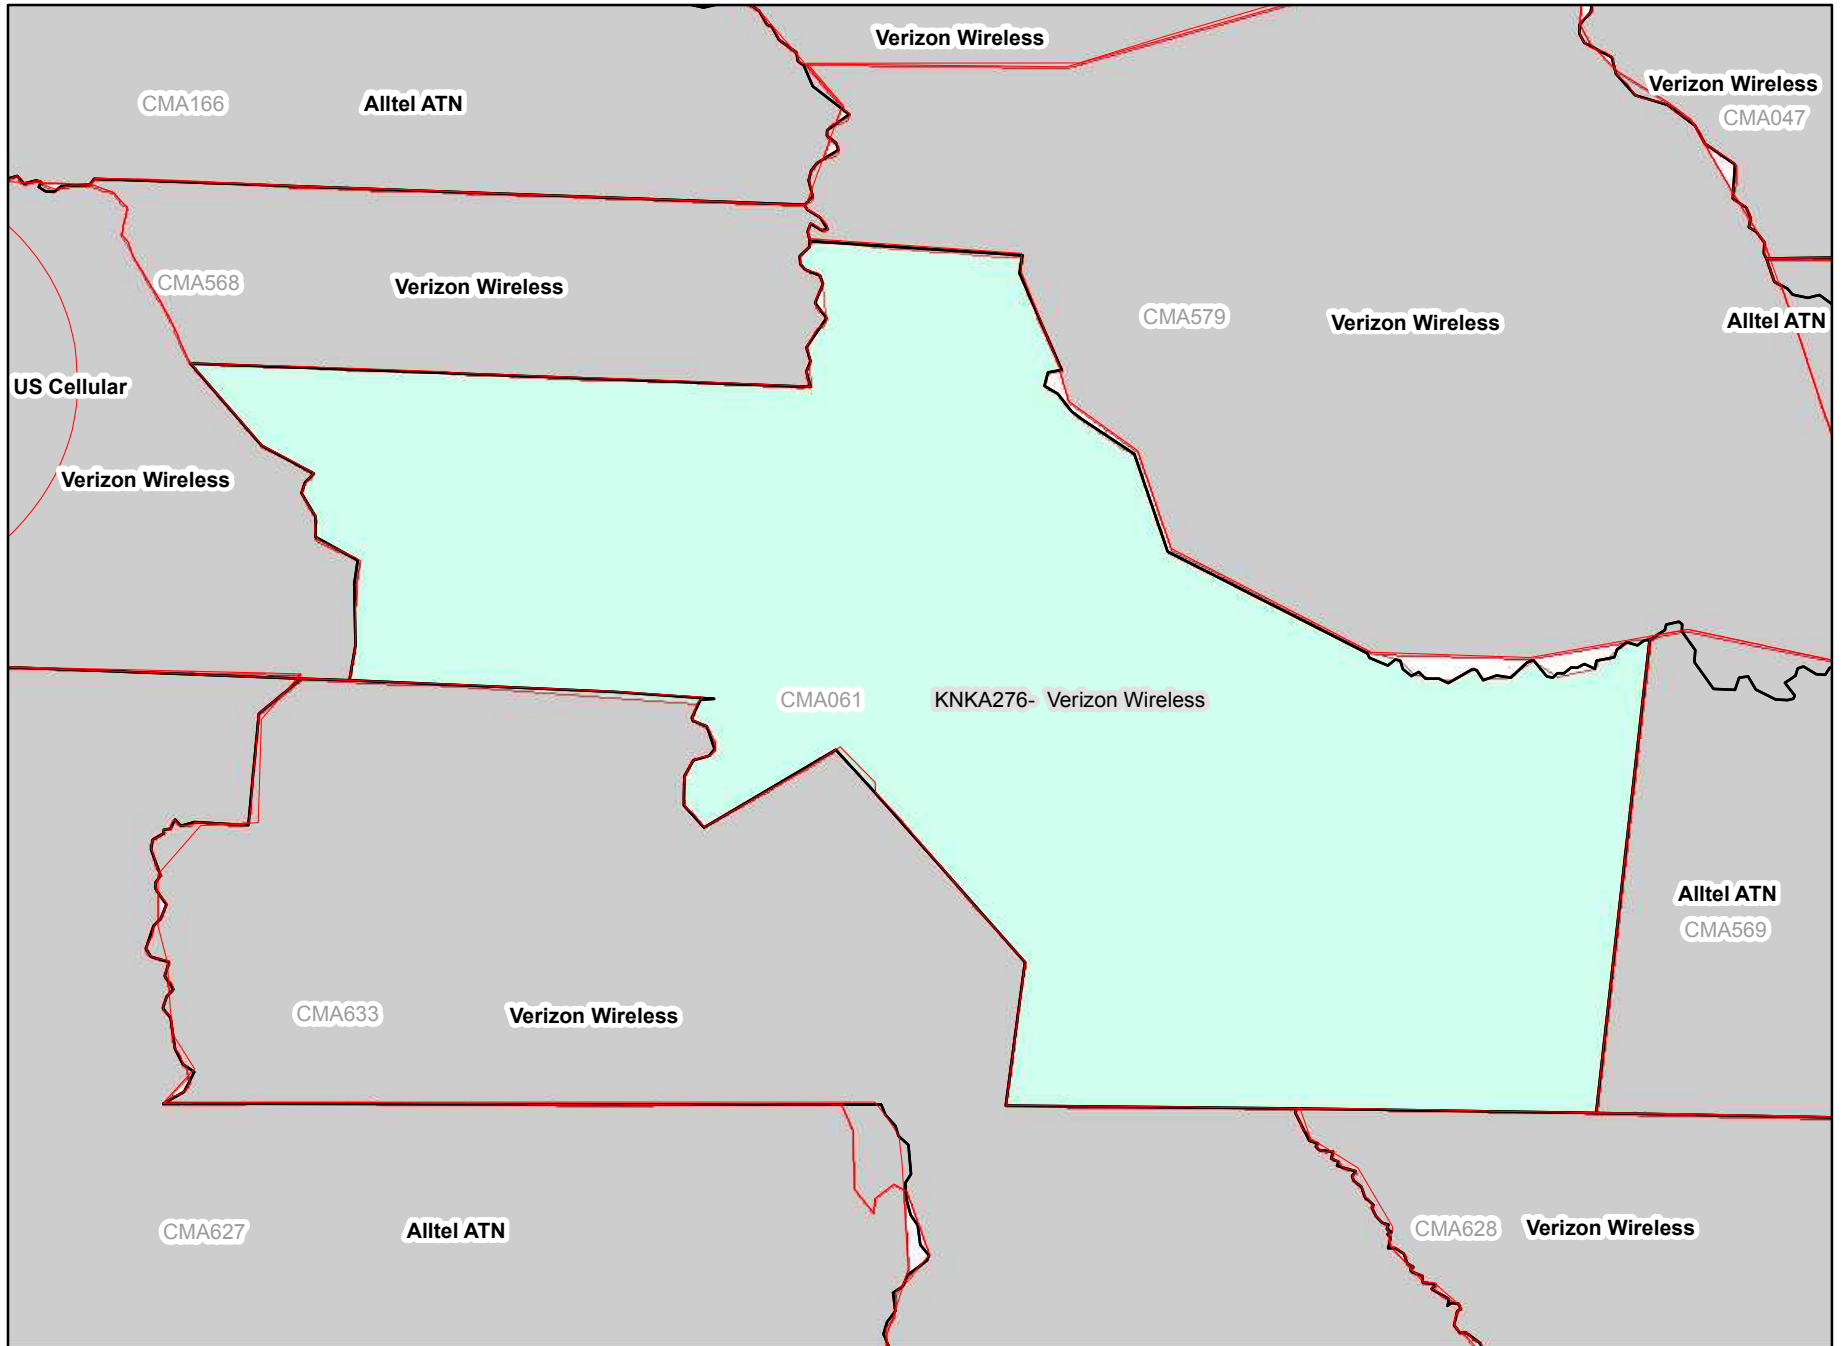 Verizon Wireless
Verizon Wireless
CMA047
CMA166
Alltel ATN
CMA568
Verizon Wireless
CMA579
Verizon Wireless
Alltel ATN
US Cellular
Verizon Wireless
CMA061
KNKA276- Verizon Wireless
Alltel ATN
CMA569
CMA633
Verizon Wireless
CMA627
Alltel ATN
CMA628
Verizon Wireless